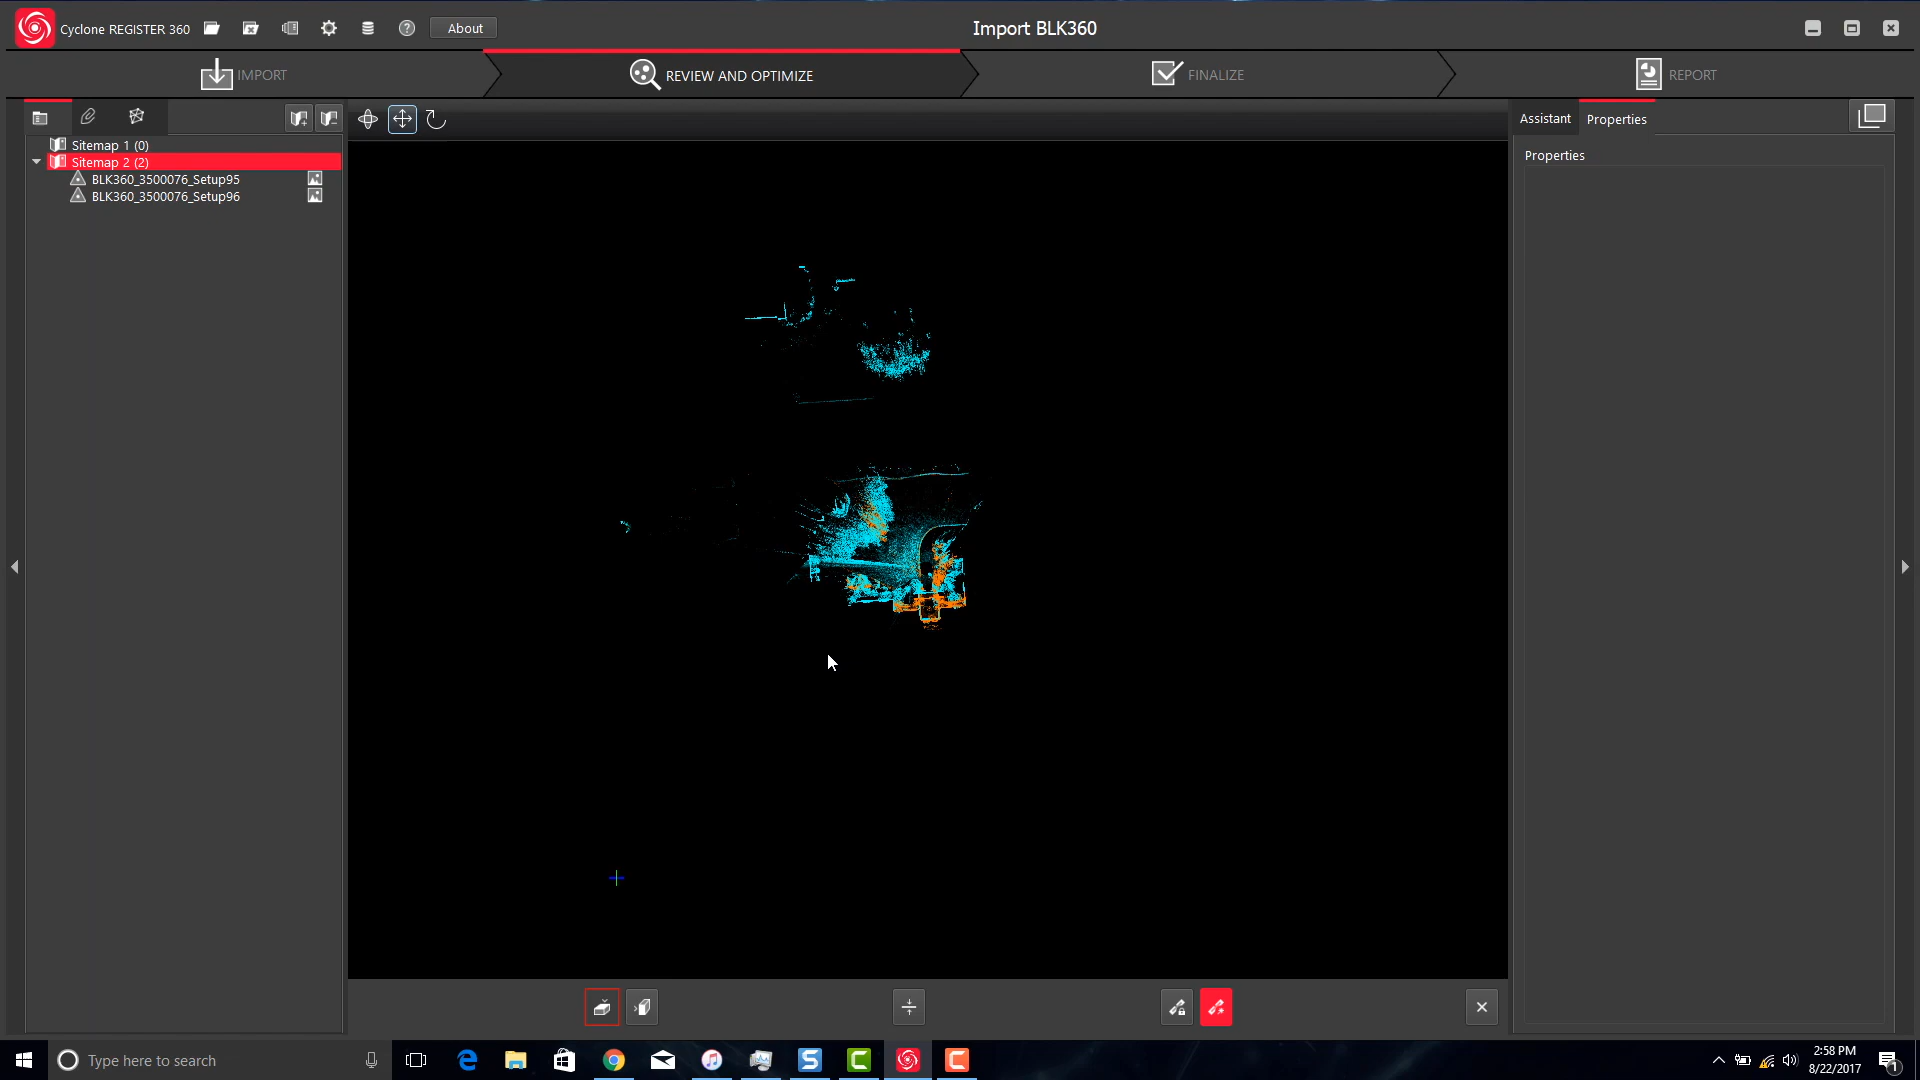 Cyclone REGISTER 360
About
Import BLK360
IMPORT
REVIEW AND OPTIMIZE
FINALIZE
REPORT
Sitemap 1 (0)
Sitemap 2 (2)
BLK360_3500076_Setup95
BLK360_3500076_Setup96
Assistant
Properties
Properties
Type here to search
2:58 PM
8/22/2017
1